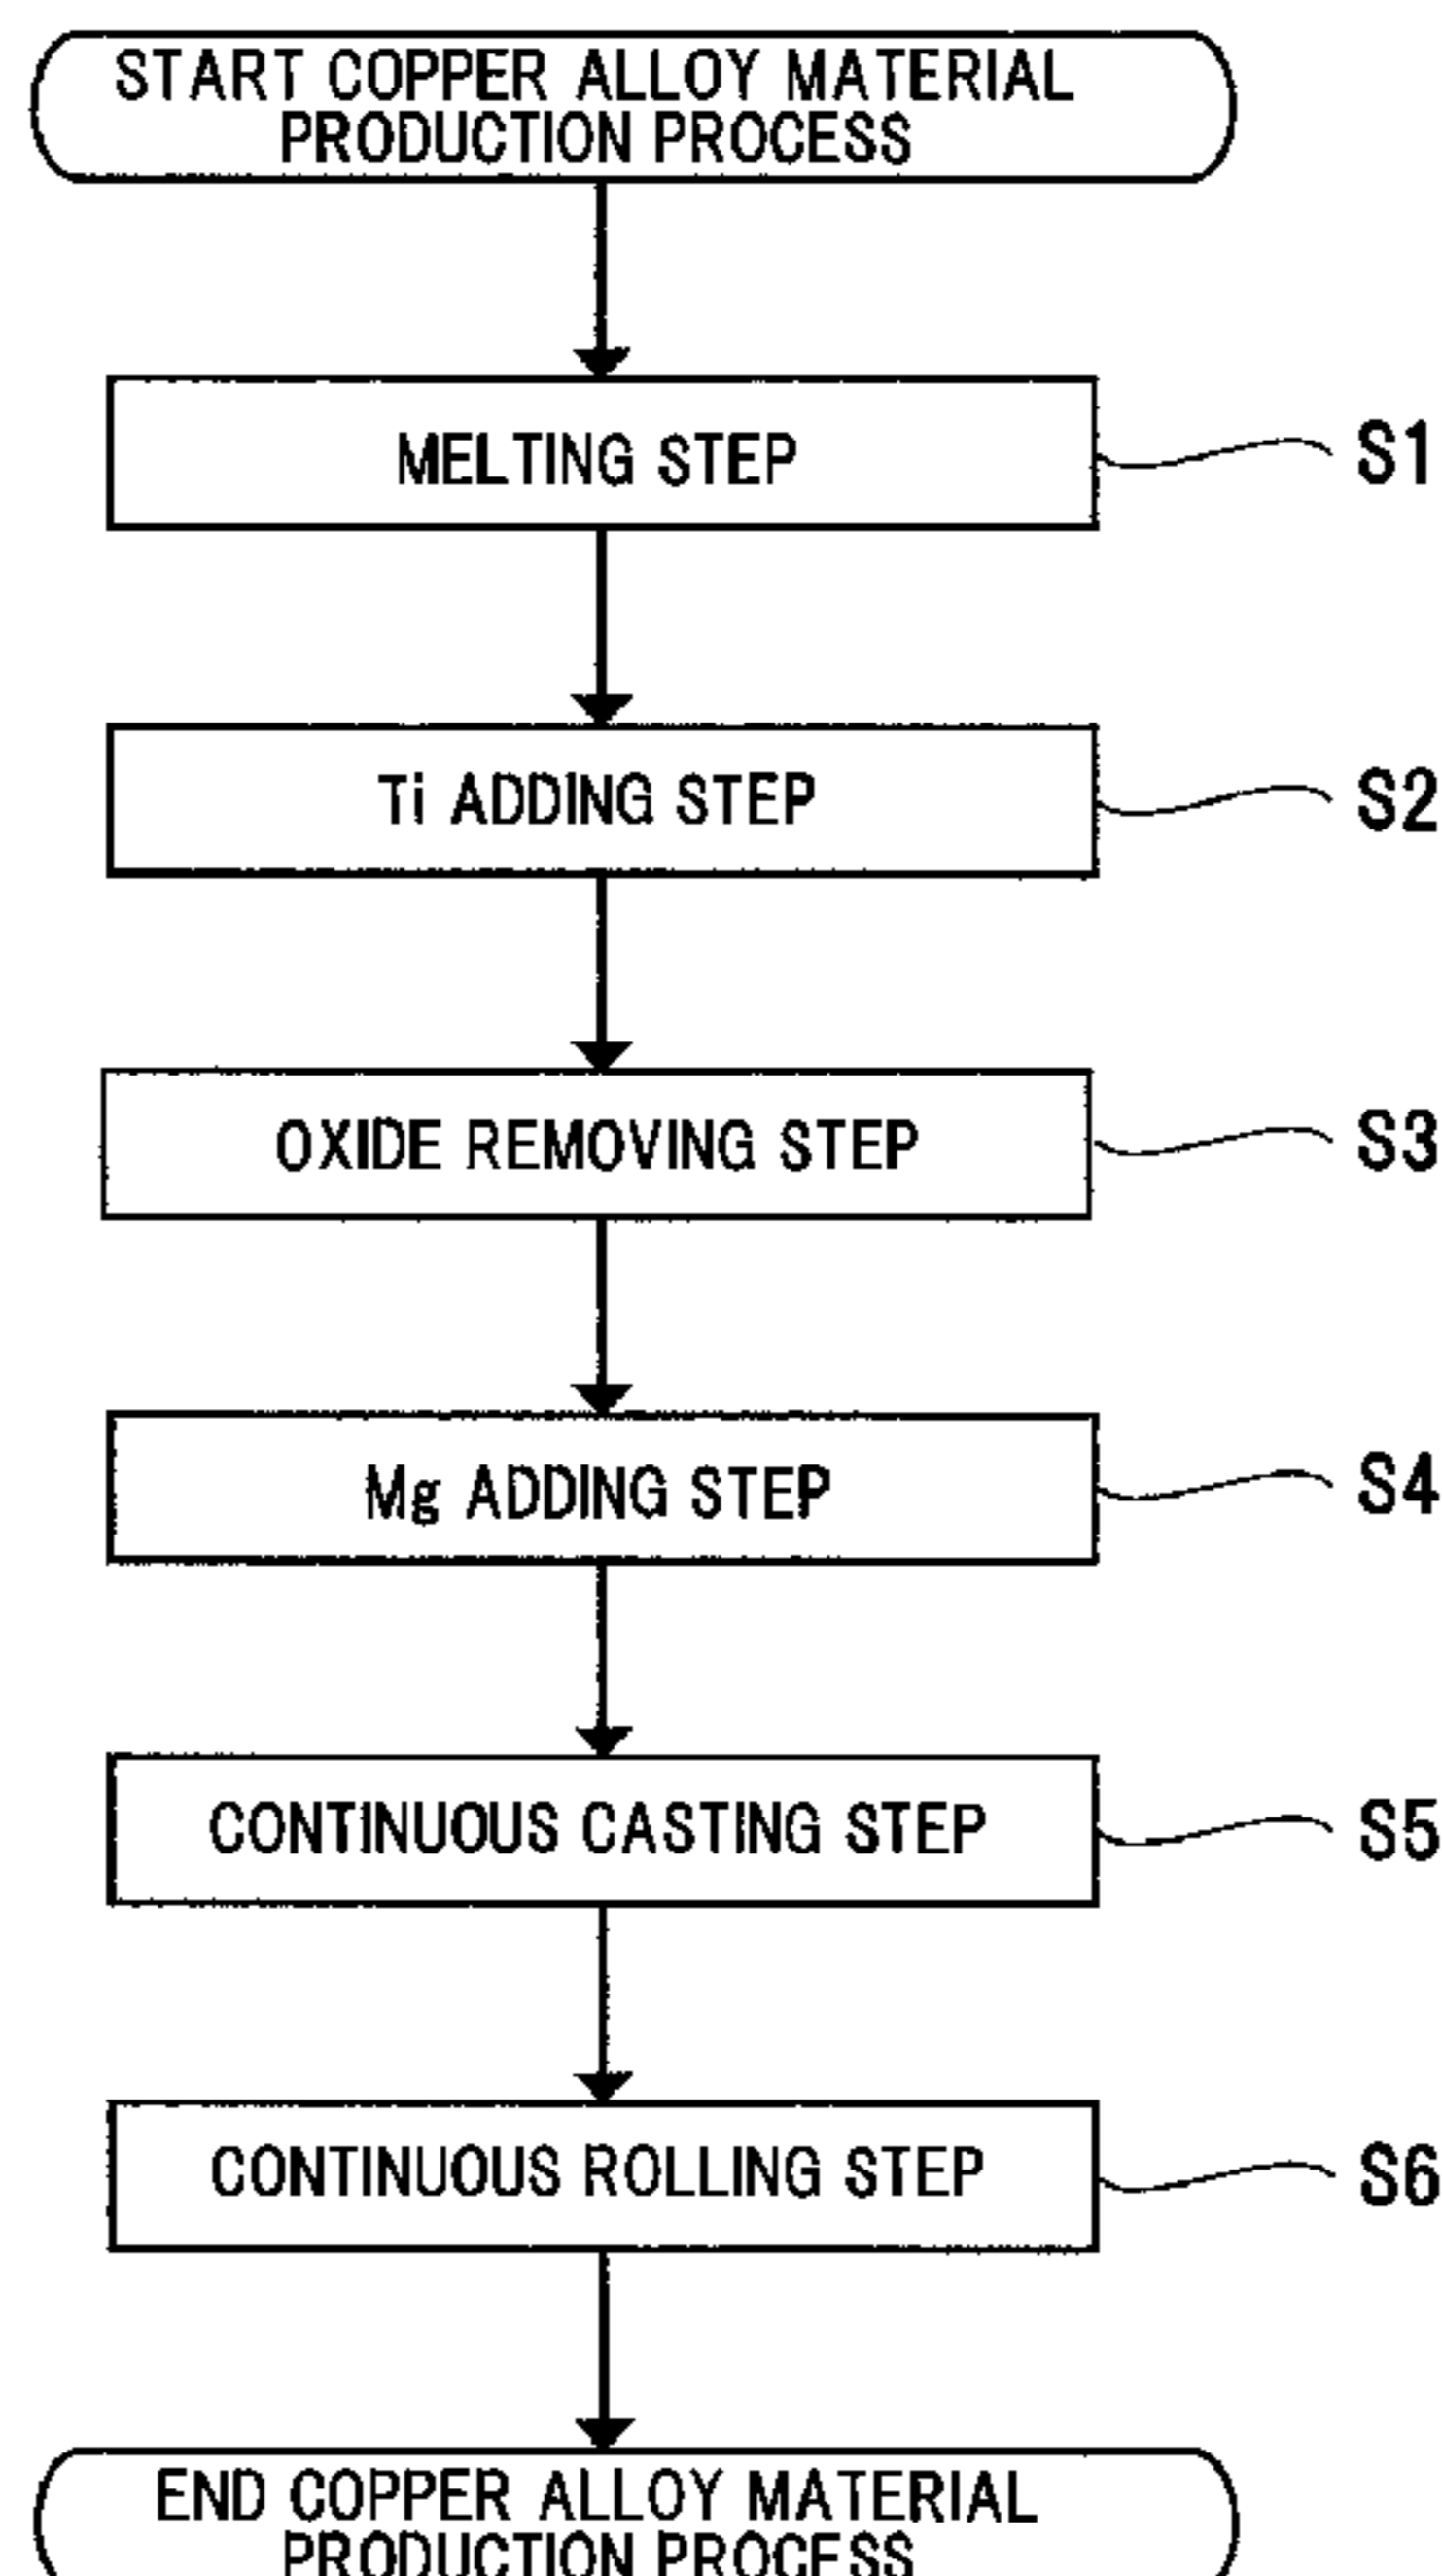 START COPPER ALLOY MATERIAL
PRODUCTION PROCESS
MELTING STEP
S1
Ti ADDING STEP
S2
OXIDE REMOVING STEP
S3
Mg ADDING STEP
S4
CONTINUOUS CASTING STEP
S5
CONTINUOUS ROLLING STEP
S6
END COPPER ALLOY MATERIAL
PRODUCTION PROCESS